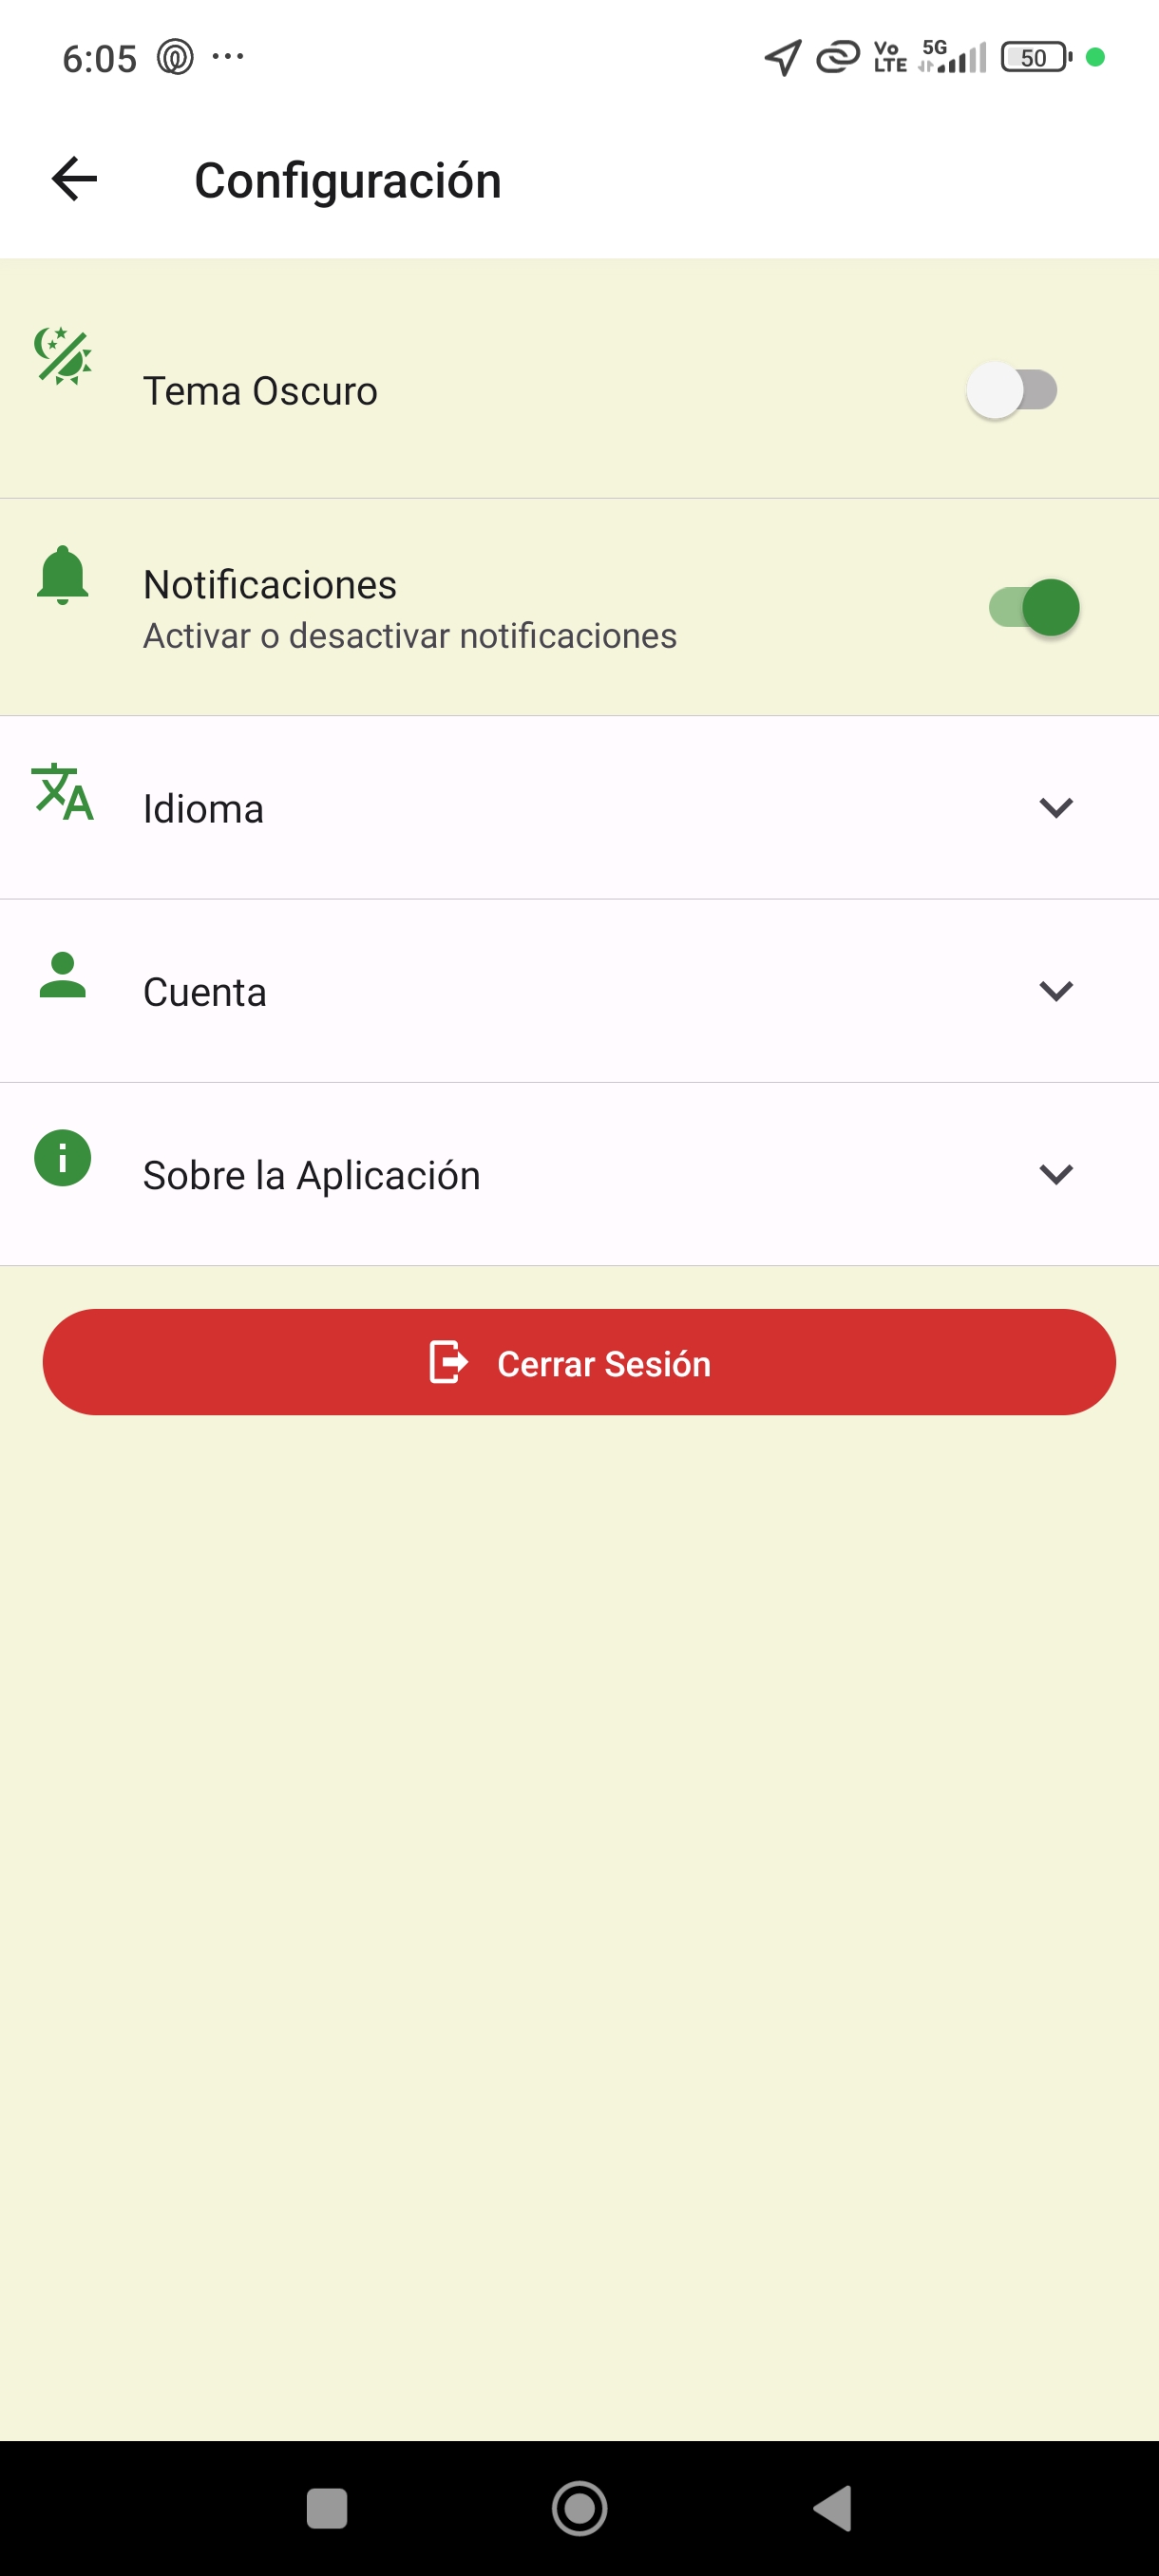 6:05 ... Vo LTE 5G 50
Configuración
Tema Oscuro
Notificaciones
Activar o desactivar notificaciones
Idioma
Cuenta
Sobre la Aplicación
Cerrar Sesión